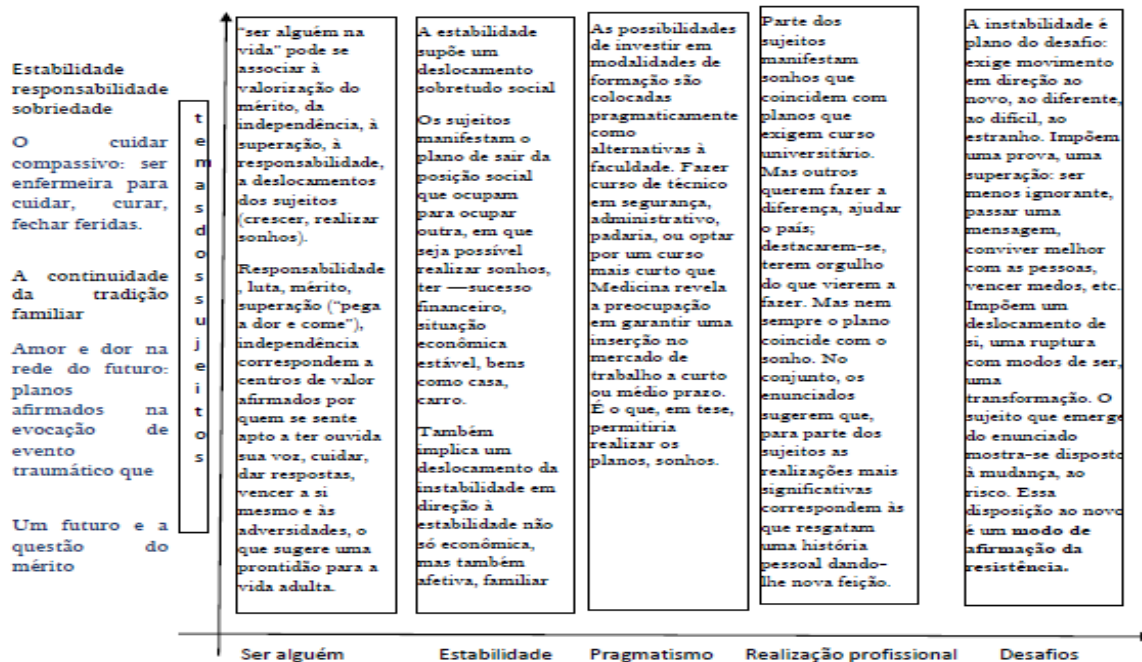 Estabilidade
responsabilidade
sobriedade
O cuidar
compassivo: ser
enfermeira para
cuidar, curar,
fechar feridas.
A continuidade
da tradição
familiar
Amor e dor na
rede do futuro:
planos
afirmados na
evocação de
evento
traumático que
Um futuro e a
questão do
mérito
t
e
m
a
s
d
o
s
s
u
j
e
i
t
o
s
"ser alguém na
vida" pode se
associar à
valorização do
mérito, da
independência, à
superação, à
responsabilidade,
a deslocamentos
dos sujeitos
(crescer, realizar
sonhos).
Responsabilidade
, luta, mérito,
superação ("pega
a dor e come"),
independência
correspondem a
centros de valor
afirmados por
quem se sente
apto a ter ouvida
sua voz, cuidar,
dar respostas,
vencer a si
mesmo e às
adversidades, o
que sugere uma
prontidão para a
vida adulta.
A estabilidade
supõe um
deslocamento
sobretudo social
Os sujeitos
manifestam o
plano de sair da
posição social
que ocupam
para ocupar
outra, em que
seja possível
realizar sonhos,
ter —sucesso
financeiro,
situação
econômica
estável, bens
como casa,
carro.
Também
implica um
deslocamento da
instabilidade em
direção à
estabilidade não
só econômica,
mas também
afetiva, familiar
As possibilidades
de investir em
modalidades de
formação são
colocadas
pragmaticamente
como
alternativas à
faculdade. Fazer
curso de técnico
em segurança,
administrativo,
padaria, ou optar
por um curso
mais curto que
Medicina revela
a preocupação
em garantir uma
inserção no
mercado de
trabalho a curto
ou médio prazo.
É o que, em tese,
permitiria
realizar os
planos, sonhos.
Parte dos
sujeitos
manifestam
sonhos que
coincidem com
planos que
exigem curso
universitário.
Mas outros
querem fazer a
diferença, ajudar
o país;
destacarem-se,
terem orgulho
do que vierem a
fazer. Mas nem
sempre o plano
coincide com o
sonho. No
conjunto, os
enunciados
sugerem que,
para parte dos
sujeitos as
realizações mais
significativas
correspondem às
que resgatam
uma história
pessoal dando-
lhe nova feição.
A instabilidade é
plano do desafio:
exige movimento
em direção ao
novo, ao diferente,
ao difícil, ao
estranho. Impõem
uma prova, uma
superação: ser
menos ignorante,
passar uma
mensagem,
conviver melhor
com as pessoas,
vencer medos, etc.
Impõem um
deslocamento de
si, uma ruptura
com modos de ser,
uma
transformação. O
sujeito que emerge
do enunciado
mostra-se disposto
à mudança, ao
risco. Essa
disposição ao novo
é um modo de
afirmação da
resistência.
Ser alguém Estabilidade Pragmatismo Realização profissional Desafios